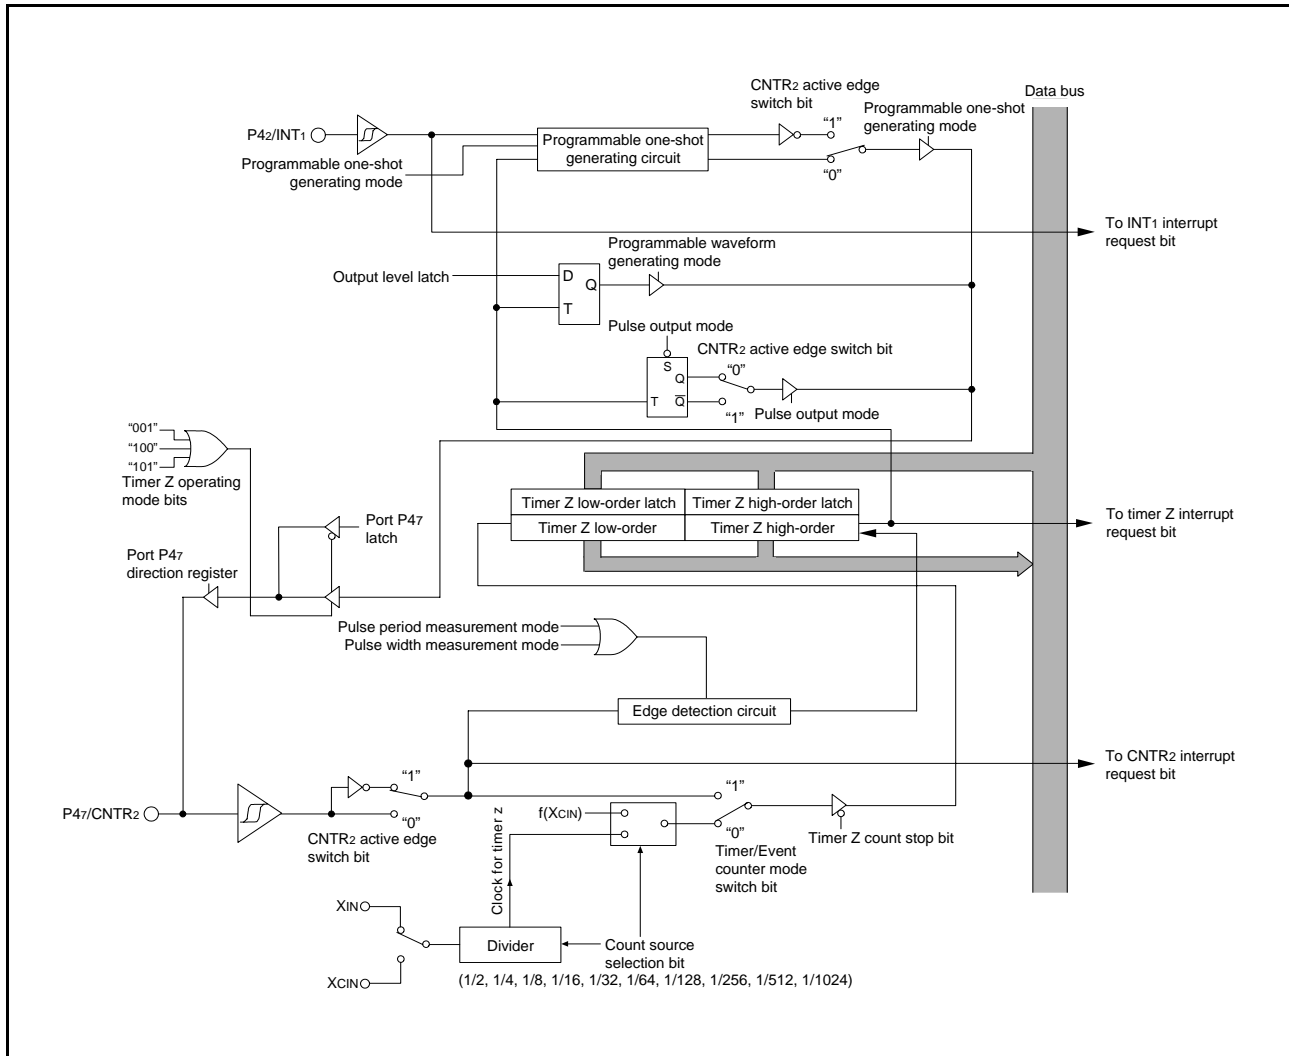 CNTR2 active edge
switch bit
Data bus
Programmable one-shot
generating mode
P42/INT1
"1"
Programmable one-shot
generating circuit
Programmable one-shot
generating mode
"0"
To INT1 interrupt
request bit
Programmable waveform
generating mode
Output level latch
D
Q
T
Pulse output mode
CNTR2 active edge switch bit
S
"0"
Q
T
Q
"1"
Pulse output mode
"001"
"100"
"101"
Timer Z operating
mode bits
Timer Z low-order latch
Timer Z high-order latch
Timer Z low-order
Timer Z high-order
To timer Z interrupt
request bit
Port P47
latch
Port P47
direction register
Pulse period measurement mode
Pulse width measurement mode
Edge detection circuit
To CNTR2 interrupt
request bit
"1"
"1"
P47/CNTR2
"0"
f(XCIN)
"0"
CNTR2 active edge
switch bit
Clock for timer z
Timer/Event
counter mode
switch bit
Timer Z count stop bit
XIN
Divider
Count source
selection bit
XCIN
(1/2, 1/4, 1/8, 1/16, 1/32, 1/64, 1/128, 1/256, 1/512, 1/1024)